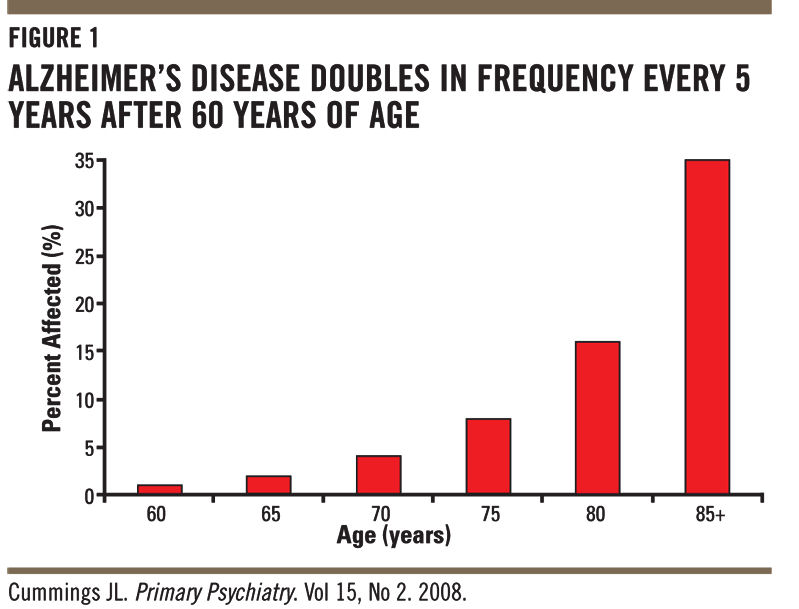 FIGURE 1
ALZHEIMER’S DISEASE DOUBLES IN FREQUENCY EVERY 5
YEARS AFTER 60 YEARS OF AGE
Percent Affected (%)
35
30
25
20
15
10
5
0
60 65 70 75 80 85+
Age (years)
Cummings JL. Primary Psychiatry. Vol 15, No 2. 2008.